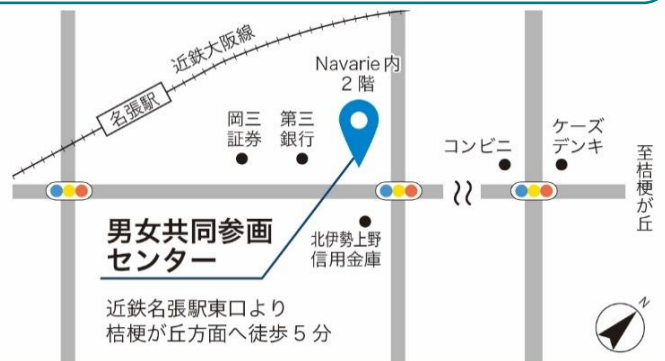 近鉄大阪線
名張駅
Navarie内
2階
岡三
証券
第三
銀行
コンビニ
ケーズ
デンキ
至桔梗が丘
北伊勢上野
信用金庫
男女共同参画
センター
近鉄名張駅東口より
桔梗が丘方面へ徒歩5分
N